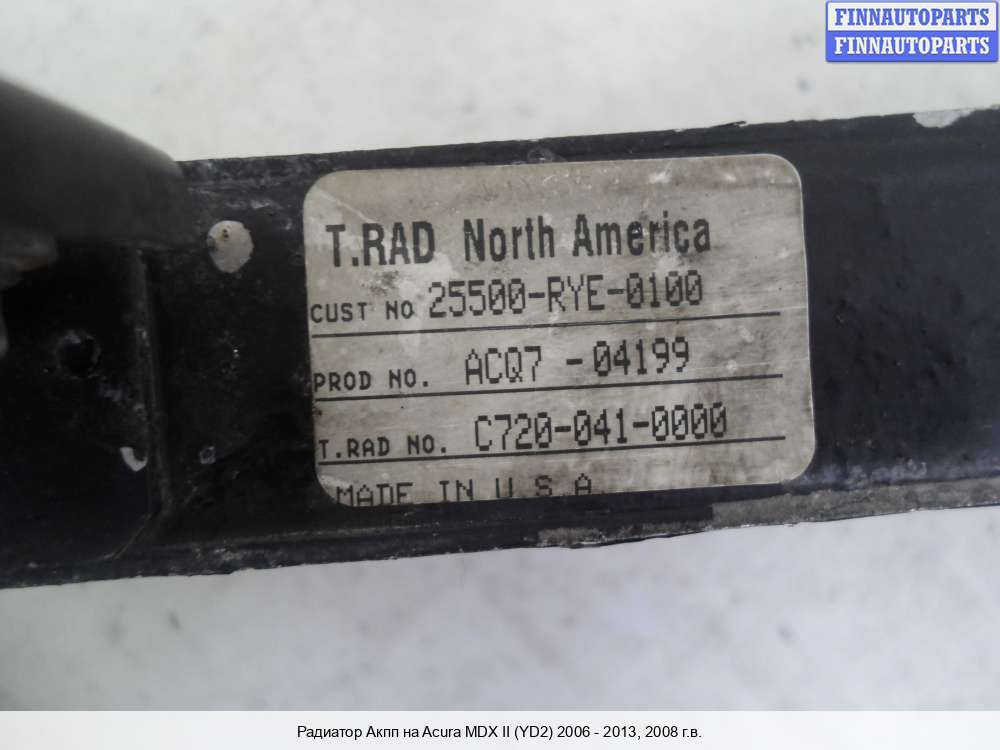 FINNAUTOPARTS
FINNAUTOPARTS
T.RAD North America
CUST NO 25500-RYE-0100
PROD NO. ACQ7 -04199
T.RAD NO. C720-041-0000
MADE IN U S A
Радиатор Акпп на Acura MDX II (YD2) 2006 - 2013, 2008 г.в.